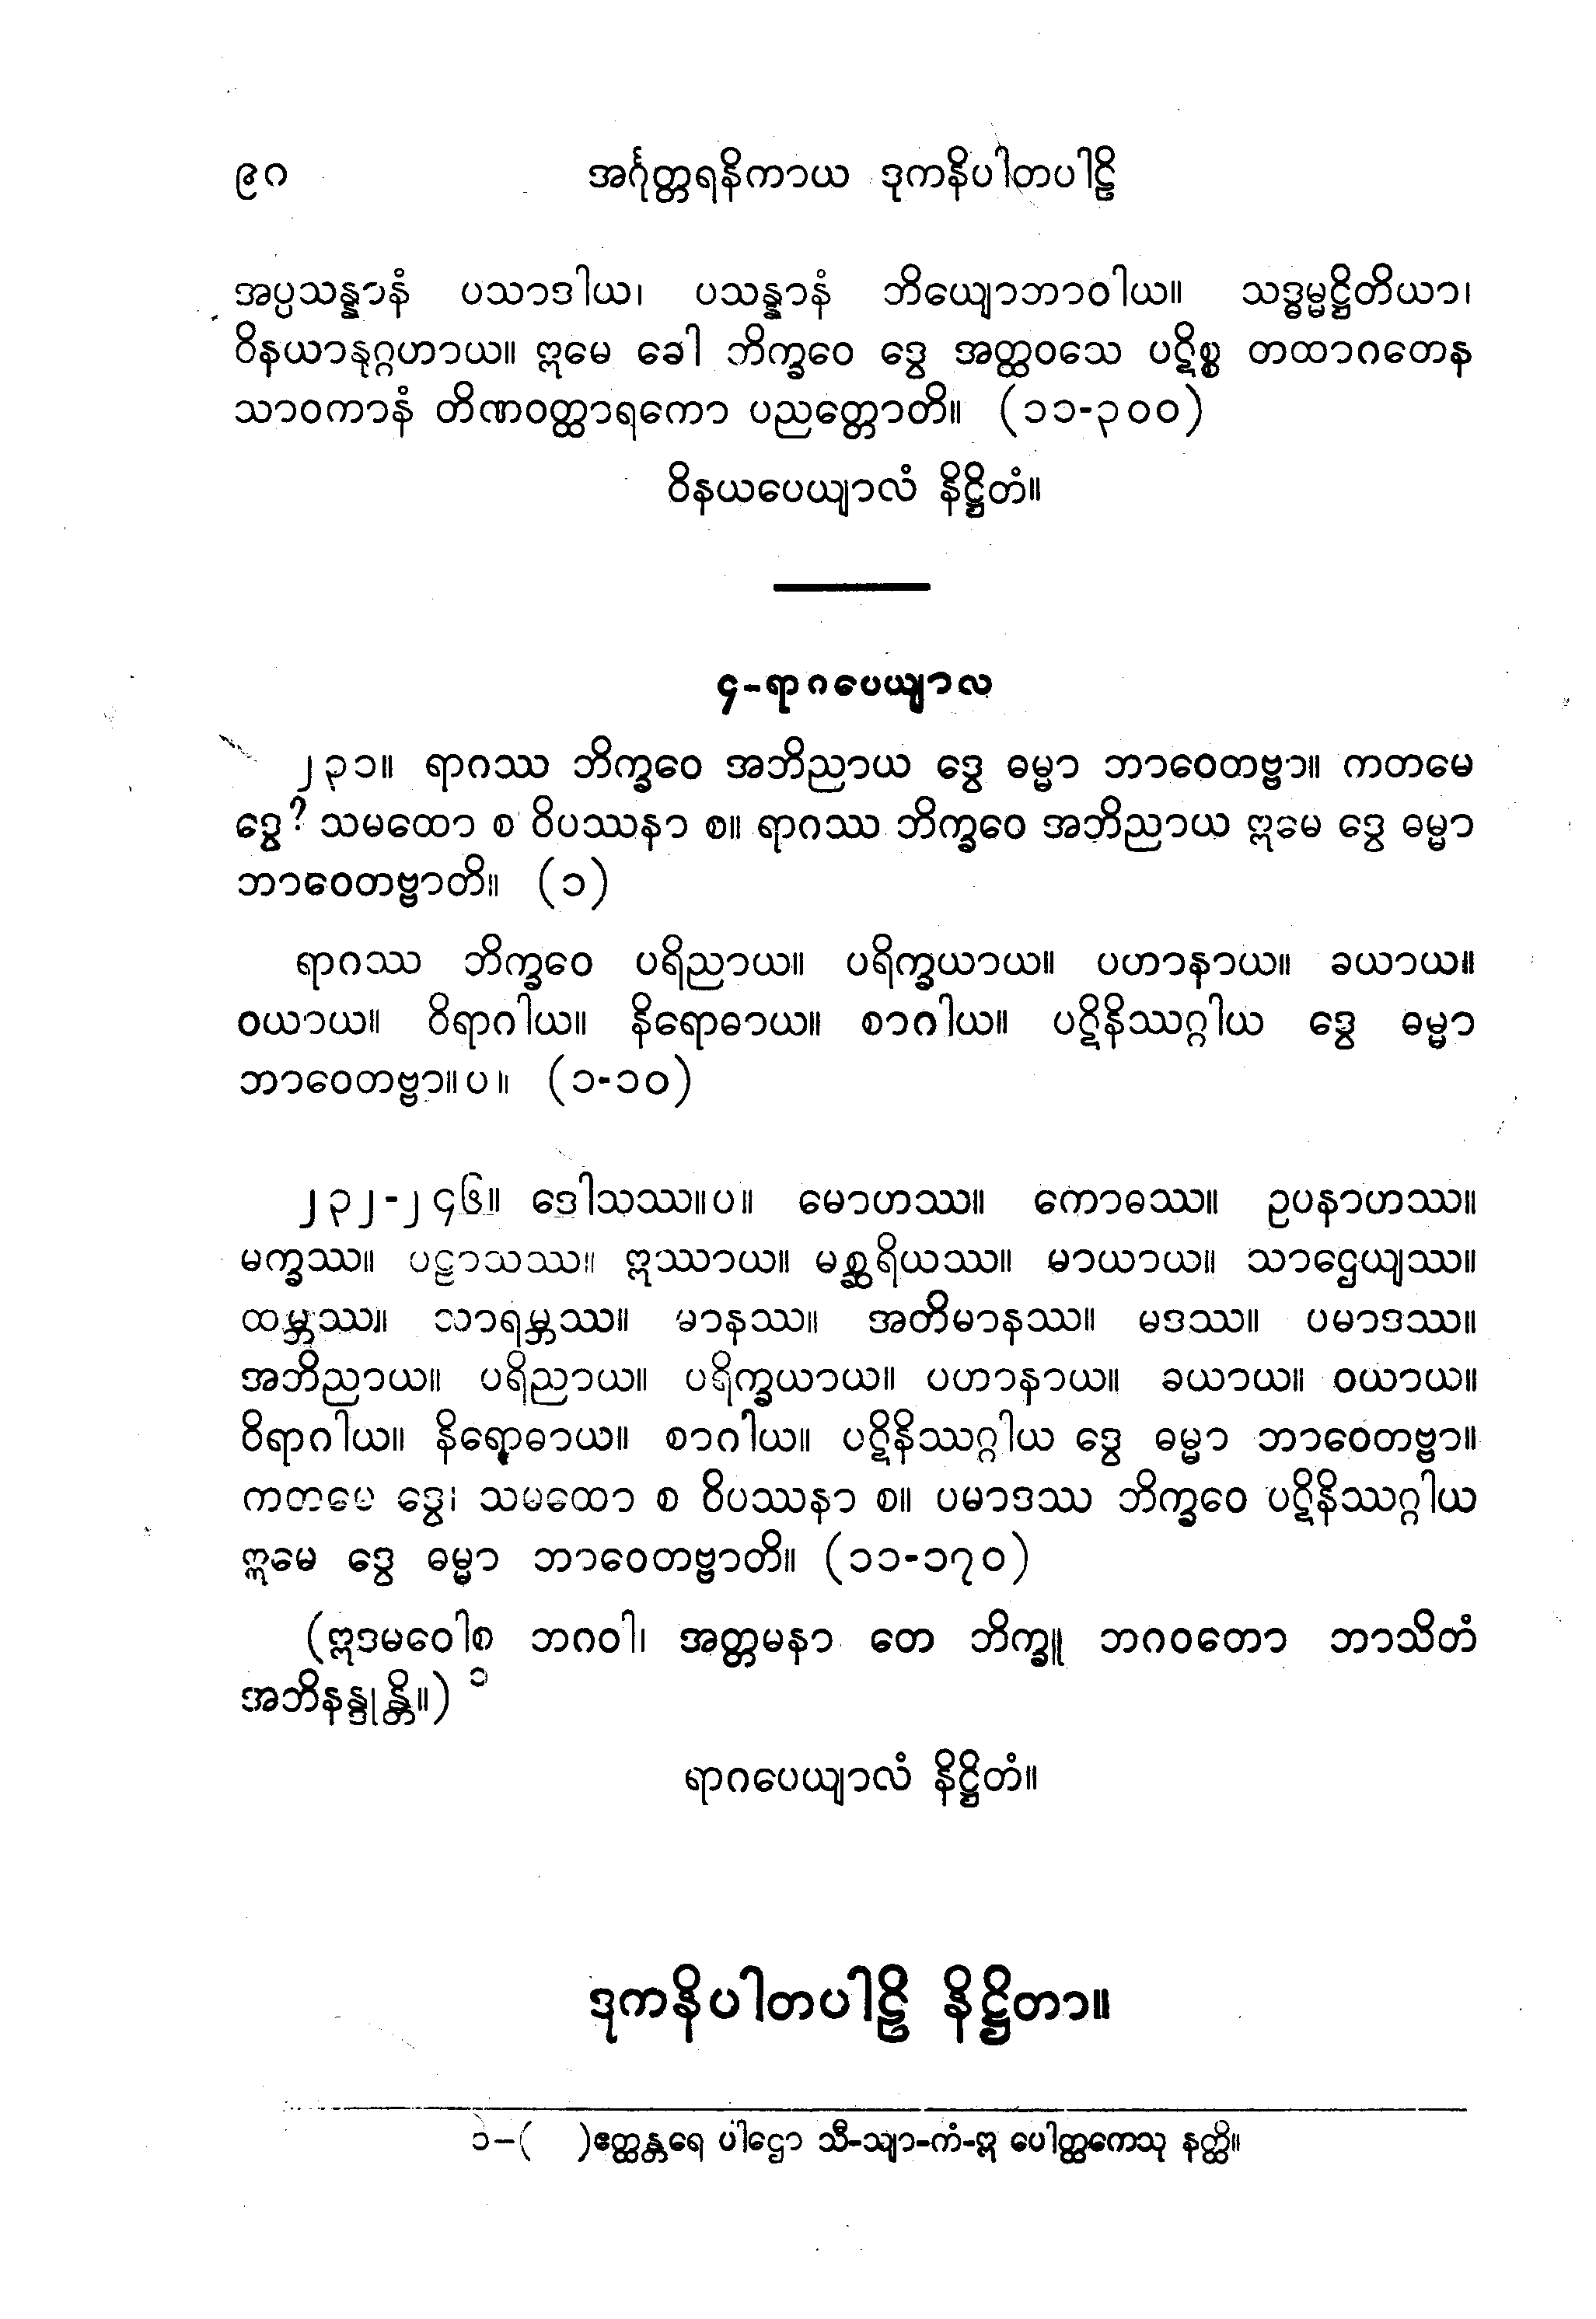 ၉၀ အင်္ဂုတ္တရနိကာယ ဒုကနိပါတပါဠိ
အပ္ပသန္နာနံ ပသာဒါယ၊ ပသန္နာနံ ဘိယျောဘာဝါယ။ သဒ္ဓမ္မဋ္ဌိတိယာ၊
ဝိနယာနုဂ္ဂဟာယ။ ဣမေ ခေါ ဘိက္ခဝေ ဒွေ အတ္ထဝသေ ပဋိစ္စ တထာဂတေန
သာဝကာနံ တိဏဝတ္ထာရကော ပညတ္တောတိ။ (၁၁-၃၀၀)
ဝိနယပေယျာလံ နိဋ္ဌိတံ။
၄-ရာဂပေယျာလ
၂၃၁။ ရာဂဿ ဘိက္ခဝေ အဘိညာယ ဒွေ ဓမ္မာ ဘာဝေတဗ္ဗာ။ ကတမေ
ဒွေ? သမထော စ ဝိပဿနာ စ။ ရာဂဿ ဘိက္ခဝေ အဘိညာယ ဣမေ ဒွေ ဓမ္မာ
ဘာဝေတဗ္ဗာတိ။ (၁)
ရာဂဿ ဘိက္ခဝေ ပရိညာယ။ ပရိက္ခယာယ။ ပဟာနာယ။ ခယာယ။
ဝယာယ။ ဝိရာဂါယ။ နိရောဓာယ။ စာဂါယ။ ပဋိနိဿဂ္ဂါယ ဒွေ ဓမ္မာ
ဘာဝေတဗ္ဗာ။ပ။ (၁-၁၀)
၂၃၂-၂၄၆။ ဒေါသဿ။ပ။ မောဟဿ။ ကောဓဿ။ ဥပနာဟဿ။
မက္ခဿ။ ပဠာသဿ။ ဣဿာယ။ မစ္ဆရိယဿ။ မာယာယ။ သာဌေယျဿ။
ထမ္ဘဿ။ သာရမ္ဘဿ။ မာနဿ။ အတိမာနဿ။ မဒဿ။ ပမာဒဿ။
အဘိညာယ။ ပရိညာယ။ ပရိက္ခယာယ။ ပဟာနာယ။ ခယာယ။ ဝယာယ။
ဝိရာဂါယ။ နိရောဓာယ။ စာဂါယ။ ပဋိနိဿဂ္ဂါယ ဒွေ ဓမ္မာ ဘာဝေတဗ္ဗာ။
ကတမေ ဒွေ၊ သမထော စ ဝိပဿနာ စ။ ပမာဒဿ ဘိက္ခဝေ ပဋိနိဿဂ္ဂါယ
ဣမေ ဒွေ ဓမ္မာ ဘာဝေတဗ္ဗာတိ။ (၁၁-၁၇၀)
(ဣဒမဝေါစ ဘဂဝါ၊ အတ္တမနာ တေ ဘိက္ခူ ဘဂဝတော ဘာသိတံ
အဘိနန္ဒုန္တိ။) ၁
ရာဂပေယျာလံ နိဋ္ဌိတံ။
ဒုကနိပါတပါဠိ နိဋ္ဌိတာ။
၁–( )ဧတ္ထန္တရေ ပါဌော သီ-သျာ-ကံ-ဣ ပေါတ္ထကေသု နတ္ထိ။